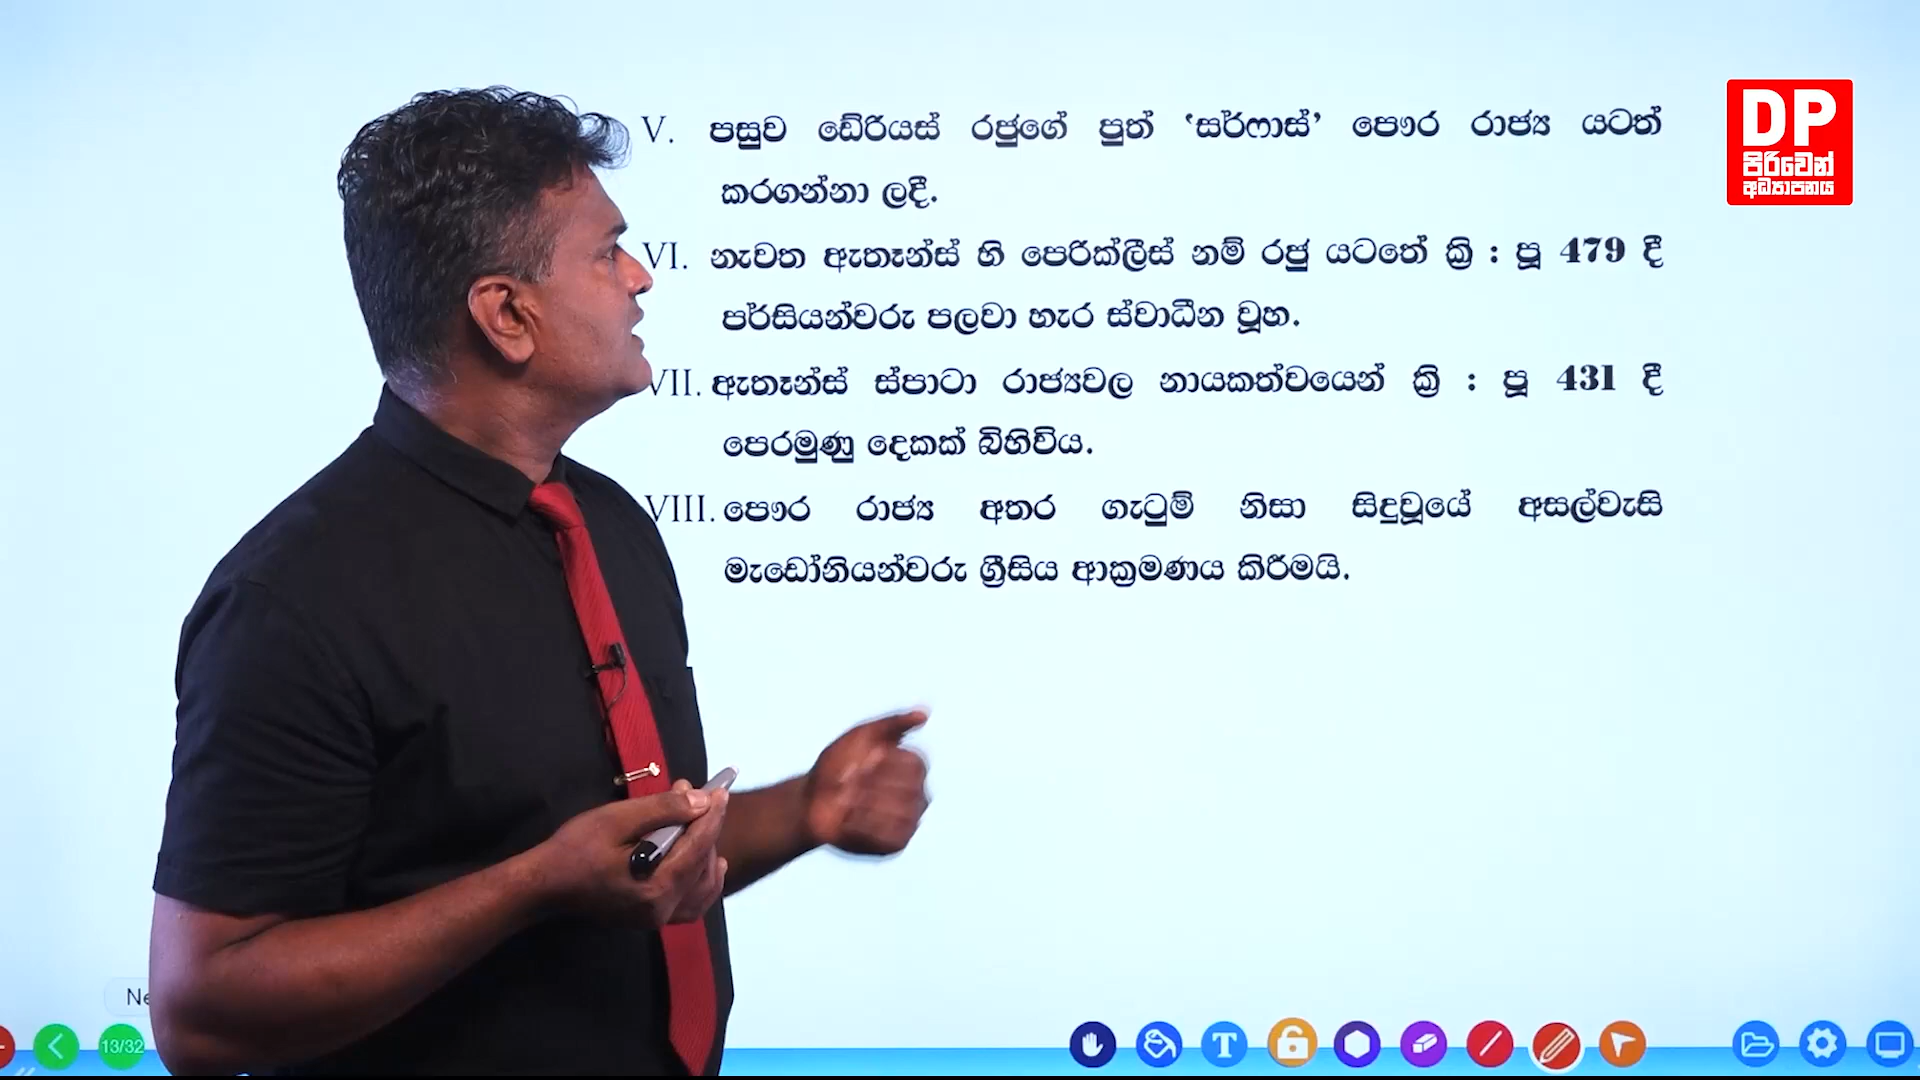 DP
පිරිවෙන්
අධ්‍යාපනය
V. පසුව ඩේරියස් රජුගේ පුත් ‘සර්ෆාස්’ පෞර රාජ්‍ය යටත්
කරගන්නා ලදී.
VI. නැවත ඇතැන්ස් හි පෙරික්ලීස් නම් රජු යටතේ ක්‍රි : පූ 479 දී
පර්සියන්වරු පලවා හැර ස්වාධීන වූහ.
VII. ඇතැන්ස් ස්පාටා රාජ්‍යවල නායකත්වයෙන් ක්‍රි : පූ 431 දී
පෙරමුණු දෙකක් බිහිවිය.
VIII. පෞර රාජ්‍ය අතර ගැටුම් නිසා සිදුවූයේ අසල්වැසි
මැඩෝනියන්වරු ග්‍රීසිය ආක්‍රමණය කිරීමයි.
13/32
T